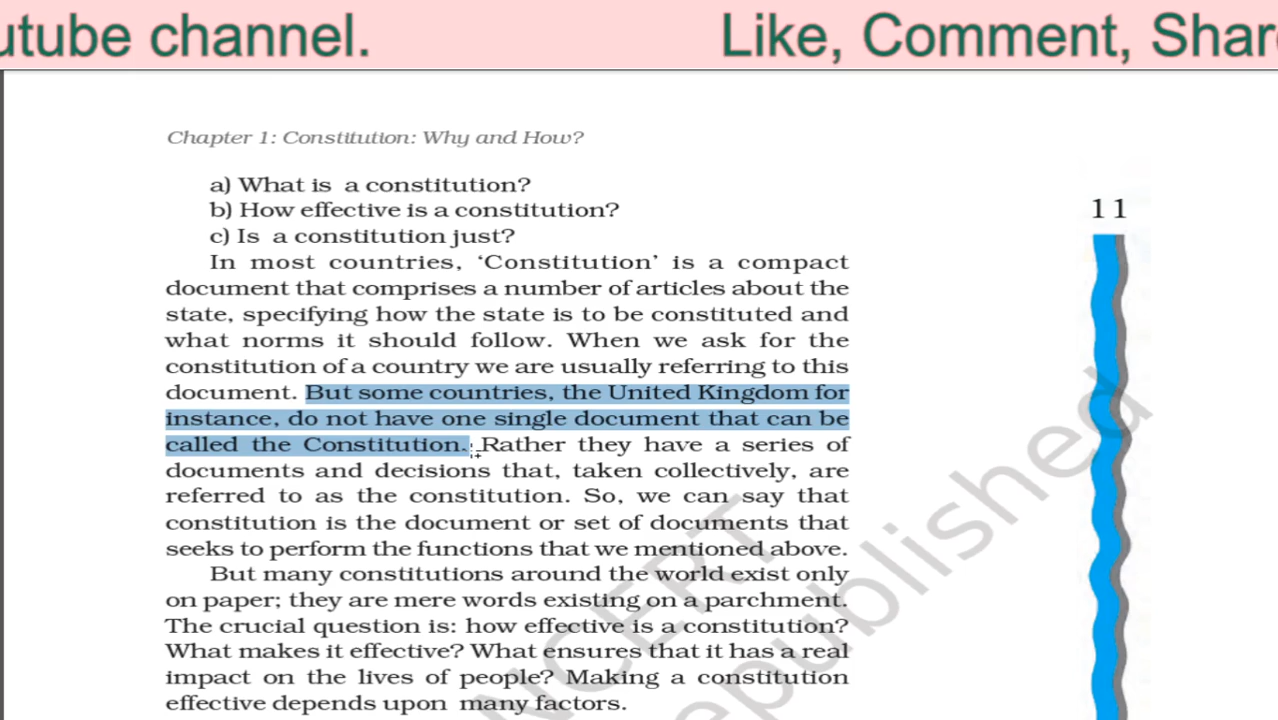 utube channel. Like, Comment, Shar
Chapter 1: Constitution: Why and How?
a) What is a constitution?
b) How effective is a constitution?
c) Is a constitution just?
In most countries, ‘Constitution’ is a compact
document that comprises a number of articles about the
state, specifying how the state is to be constituted and
what norms it should follow. When we ask for the
constitution of a country we are usually referring to this
document. But some countries, the United Kingdom for
instance, do not have one single document that can be
called the Constitution. Rather they have a series of
documents and decisions that, taken collectively, are
referred to as the constitution. So, we can say that
constitution is the document or set of documents that
seeks to perform the functions that we mentioned above.
But many constitutions around the world exist only
on paper; they are mere words existing on a parchment.
The crucial question is: how effective is a constitution?
What makes it effective? What ensures that it has a real
impact on the lives of people? Making a constitution
effective depends upon many factors.
11
NCERT
republished